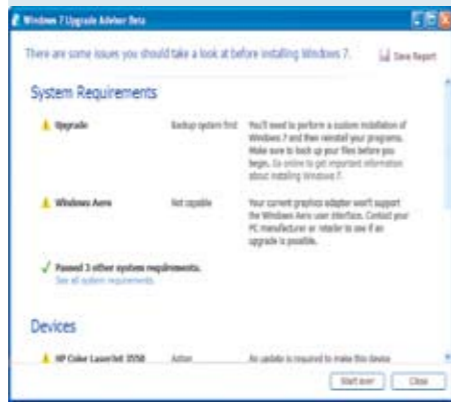 Windows 7 Upgrade Advisor Beta
There are some issues you should take a look at before installing Windows 7.
Save Report
System Requirements
Upgrade
Backup system first
You'll need to perform a custom installation of
Windows 7 and then reinstall your programs.
Make sure to back up your files before you
begin. Go online to get important information
about installing Windows 7.
Windows Aero
Not capable
Your current graphics adapter won't support
the Windows Aero user interface. Contact your
PC manufacturer or retailer to see if an
upgrade is possible.
Passed 3 other system requirements.
See all system requirements.
Devices
HP Color LaserJet 3550
Action
An update is required to make this device
Start over
Close